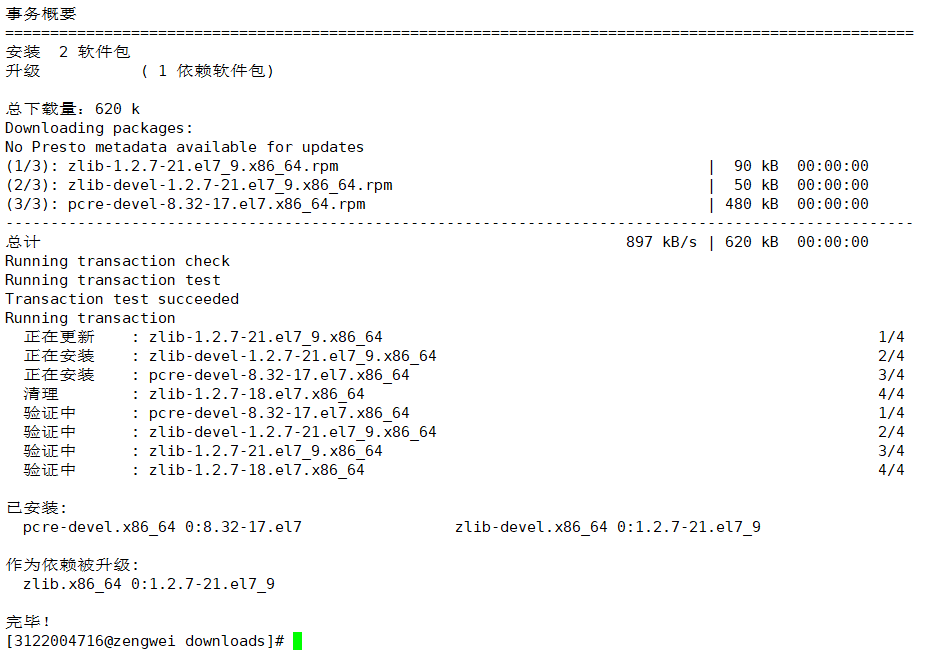 事务概要
=====================================================================================================
安装  2 软件包
升级           ( 1 依赖软件包)
总下载量：620 k
Downloading packages:
No Presto metadata available for updates
(1/3): zlib-1.2.7-21.el7_9.x86_64.rpm                                         |  90 kB  00:00:00
(2/3): zlib-devel-1.2.7-21.el7_9.x86_64.rpm                                   |  50 kB  00:00:00
(3/3): pcre-devel-8.32-17.el7.x86_64.rpm                                      | 480 kB  00:00:00
-----------------------------------------------------------------------------------------------------
总计                                                                 897 kB/s | 620 kB  00:00:00
Running transaction check
Running transaction test
Transaction test succeeded
Running transaction
  正在更新    : zlib-1.2.7-21.el7_9.x86_64                                                       1/4
  正在安装    : zlib-devel-1.2.7-21.el7_9.x86_64                                                 2/4
  正在安装    : pcre-devel-8.32-17.el7.x86_64                                                    3/4
  清理        : zlib-1.2.7-18.el7.x86_64                                                         4/4
  验证中      : pcre-devel-8.32-17.el7.x86_64                                                    1/4
  验证中      : zlib-devel-1.2.7-21.el7_9.x86_64                                                 2/4
  验证中      : zlib-1.2.7-21.el7_9.x86_64                                                       3/4
  验证中      : zlib-1.2.7-18.el7.x86_64                                                         4/4
已安装:
  pcre-devel.x86_64 0:8.32-17.el7                 zlib-devel.x86_64 0:1.2.7-21.el7_9
作为依赖被升级:
  zlib.x86_64 0:1.2.7-21.el7_9
完毕！
[3122004716@zengwei downloads]#